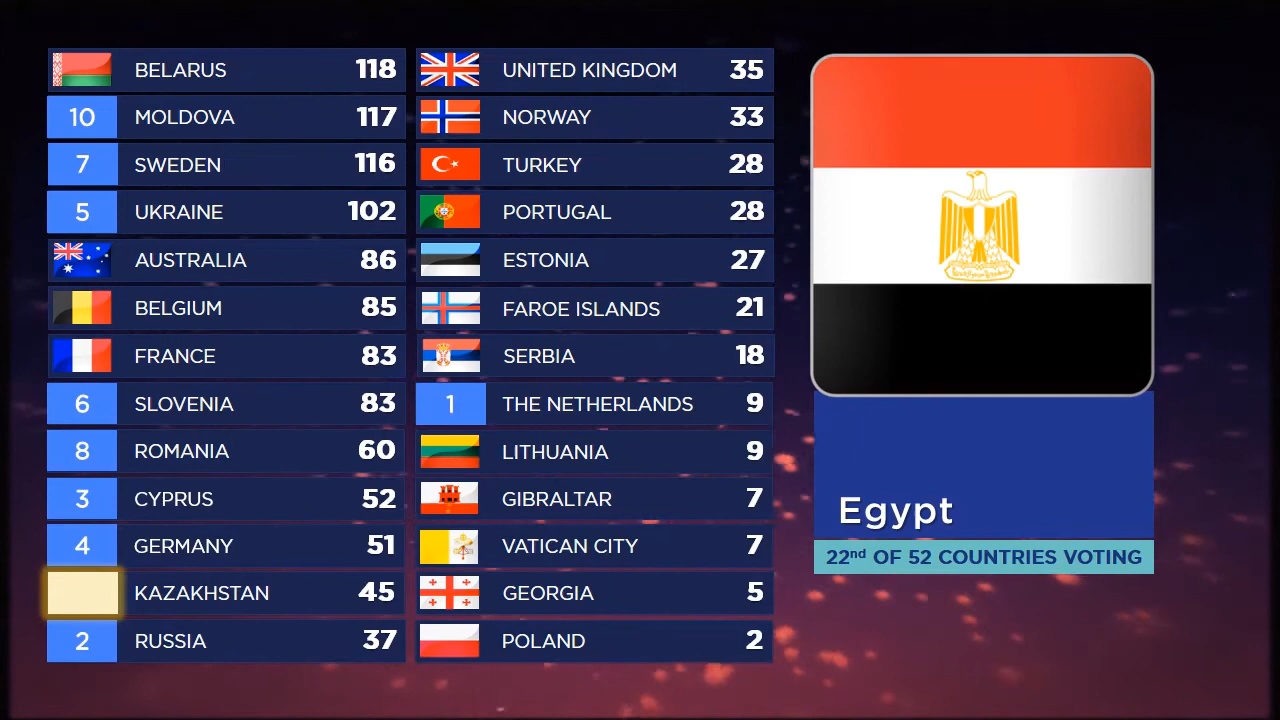 BELARUS 118
10 MOLDOVA 117
7 SWEDEN 116
5 UKRAINE 102
AUSTRALIA 86
BELGIUM 85
FRANCE 83
6 SLOVENIA 83
8 ROMANIA 60
3 CYPRUS 52
4 GERMANY 51
KAZAKHSTAN 45
2 RUSSIA 37
UNITED KINGDOM 35
NORWAY 33
TURKEY 28
PORTUGAL 28
ESTONIA 27
FAROE ISLANDS 21
SERBIA 18
1 THE NETHERLANDS 9
LITHUANIA 9
GIBRALTAR 7
VATICAN CITY 7
GEORGIA 5
POLAND 2
Egypt
22nd OF 52 COUNTRIES VOTING